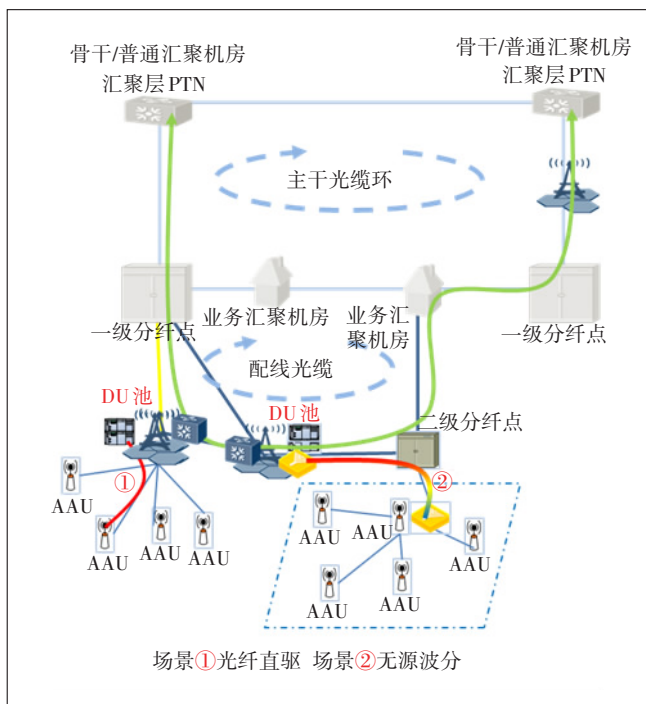 骨干/普通汇聚机房
汇聚层PTN
骨干/普通汇聚机房
汇聚层PTN
主干光缆环
一级分纤点
业务汇聚机房
业务汇
聚机房
一级分纤点
配线光缆
DU池
DU池
二级分纤点
①
②
AAU
AAU
AAU
AAU
AAU
AAU
AAU
AAU
AAU
场景①光纤直驱 场景②无源波分